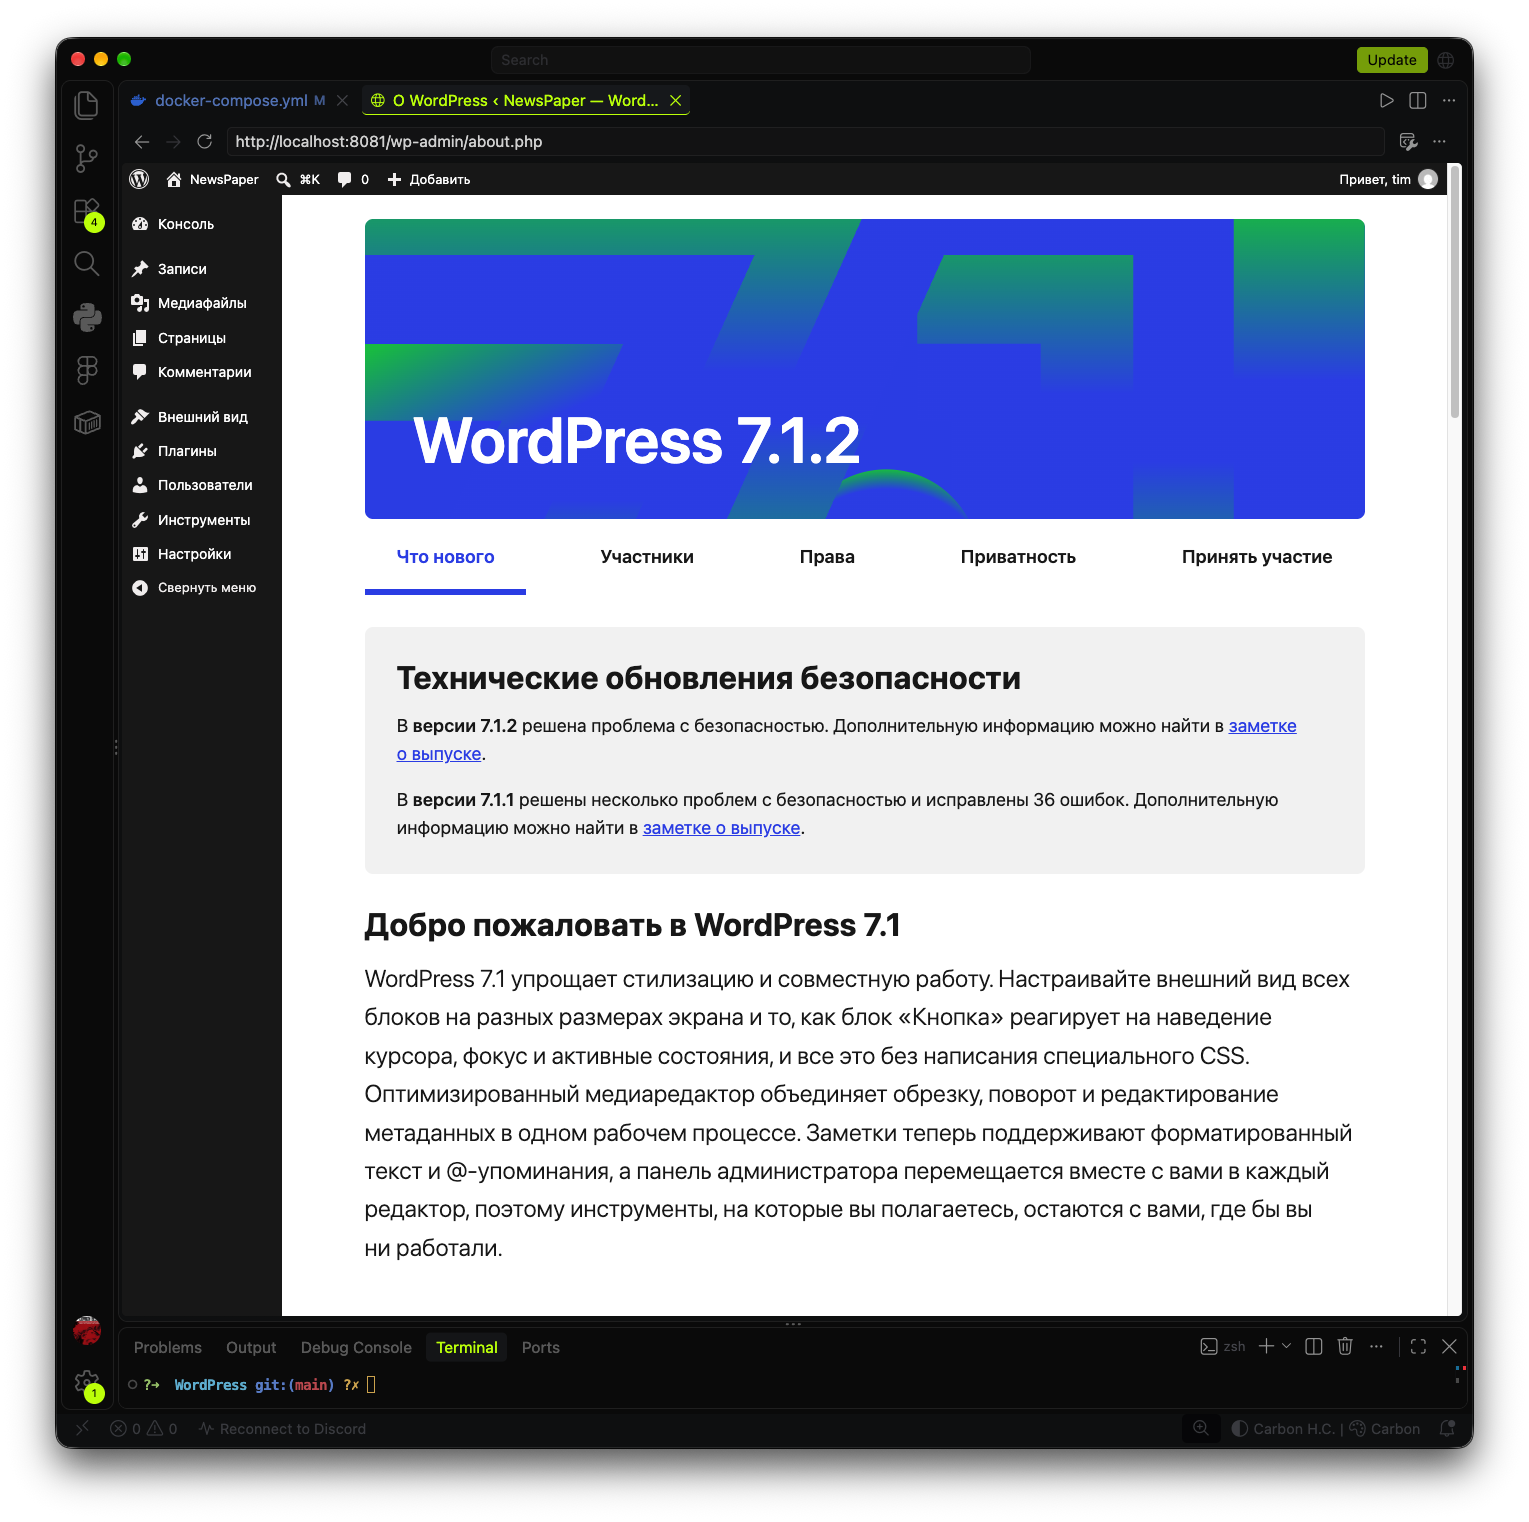 Search
Update
docker-compose.yml M
О WordPress ‹ NewsPaper — Word...
http://localhost:8081/wp-admin/about.php
NewsPaper
⌘K
0
Добавить
Привет, tim
Консоль
Записи
Медиафайлы
Страницы
Комментарии
Внешний вид
Плагины
Пользователи
Инструменты
Настройки
Свернуть меню
4
WordPress 7.1.2
Что нового
Участники
Права
Приватность
Принять участие
Технические обновления безопасности
В версии 7.1.2 решена проблема с безопасностью. Дополнительную информацию можно найти в заметке
о выпуске.
В версии 7.1.1 решены несколько проблем с безопасностью и исправлены 36 ошибок. Дополнительную
информацию можно найти в заметке о выпуске.
Добро пожаловать в WordPress 7.1
WordPress 7.1 упрощает стилизацию и совместную работу. Настраивайте внешний вид всех
блоков на разных размерах экрана и то, как блок «Кнопка» реагирует на наведение
курсора, фокус и активные состояния, и все это без написания специального CSS.
Оптимизированный медиаредактор объединяет обрезку, поворот и редактирование
метаданных в одном рабочем процессе. Заметки теперь поддерживают форматированный
текст и @-упоминания, а панель администратора перемещается вместе с вами в каждый
редактор, поэтому инструменты, на которые вы полагаетесь, остаются с вами, где бы вы
ни работали.
Problems
Output
Debug Console
Terminal
Ports
zsh
?➜ WordPress git:(main) ?✗
1
0
0
Reconnect to Discord
Carbon H.C. |
Carbon